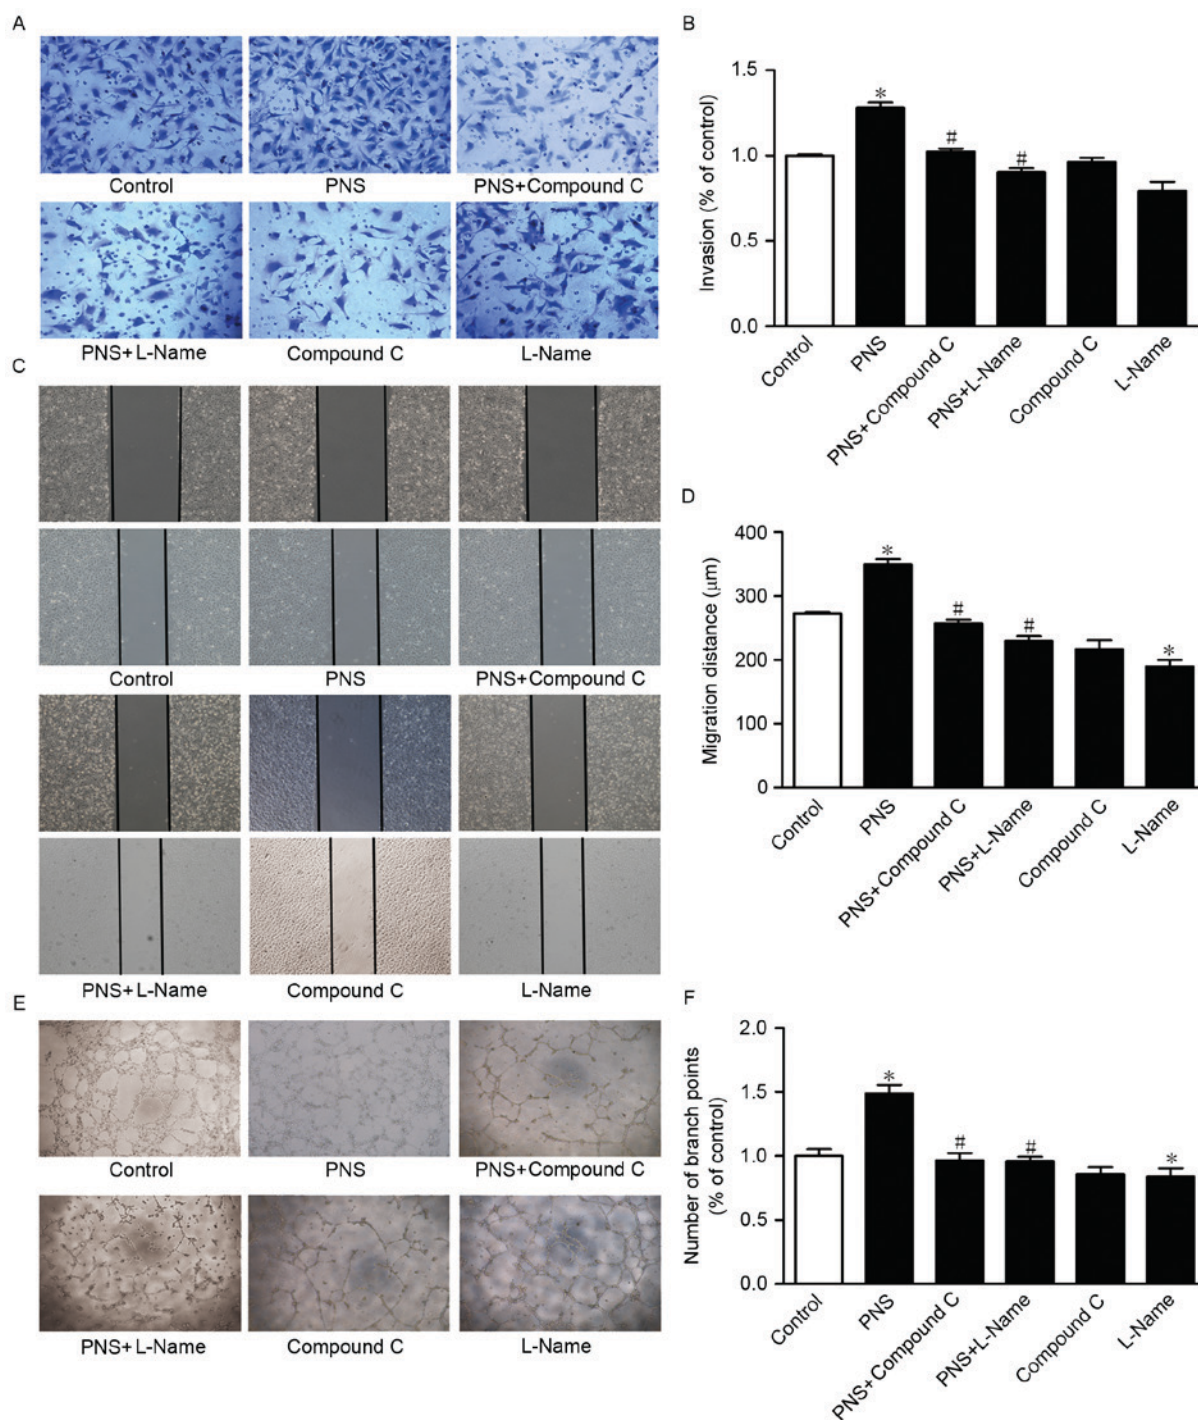 A
Control
PNS
PNS+Compound C
PNS+L-Name
Compound C
L-Name
B
Invasion (% of control)
1.5
1.0
0.5
0.0
*
#
#
Control
PNS
PNS+Compound C
PNS+L-Name
Compound C
L-Name
C
Control
PNS
PNS+Compound C
PNS+L-Name
Compound C
L-Name
D
Migration distance (μm)
400
300
200
100
0
*
#
#
*
Control
PNS
PNS+Compound C
PNS+L-Name
Compound C
L-Name
E
Control
PNS
PNS+Compound C
PNS+L-Name
Compound C
L-Name
F
Number of branch points
(% of control)
2.0
1.5
1.0
0.5
0.0
*
#
#
*
Control
PNS
PNS+Compound C
PNS+L-Name
Compound C
L-Name